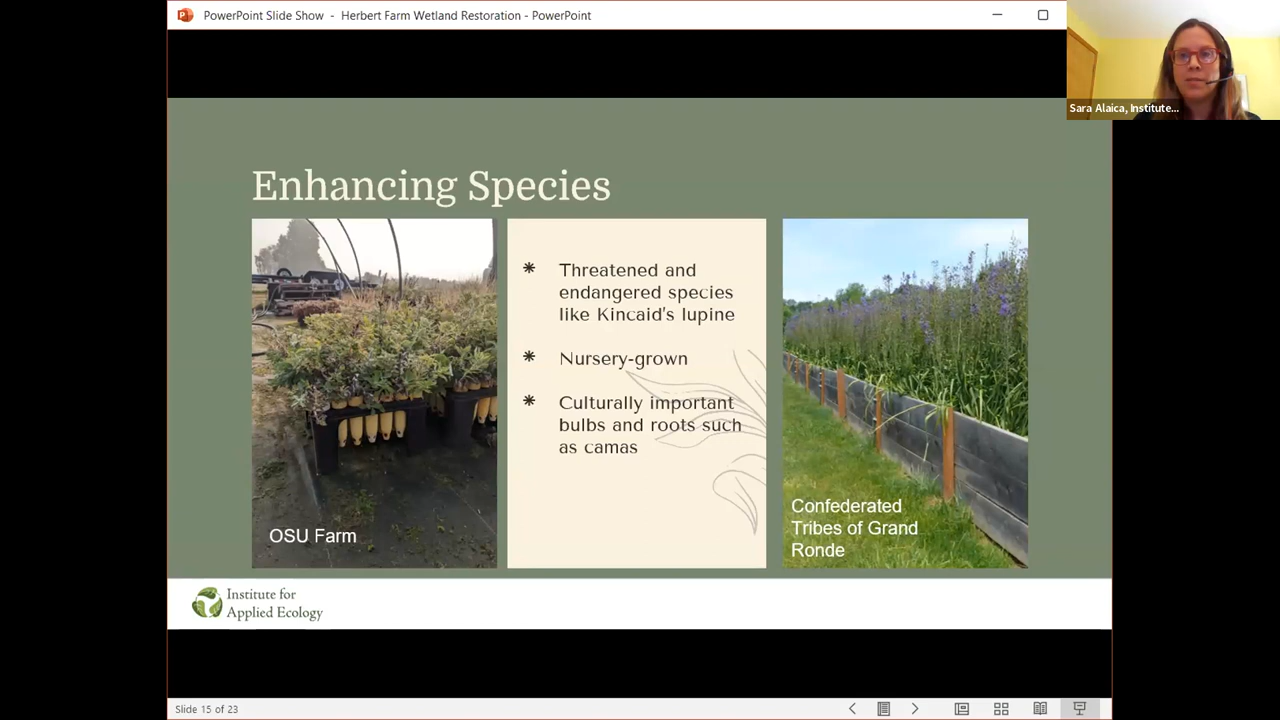 PowerPoint Slide Show - Herbert Farm Wetland Restoration - PowerPoint
Sara Alaica, Institute...
Enhancing Species
* Threatened and
endangered species
like Kincaid's lupine
* Nursery-grown
* Culturally important
bulbs and roots such
as camas
OSU Farm
Confederated
Tribes of Grand
Ronde
Institute for
Applied Ecology
Slide 15 of 23